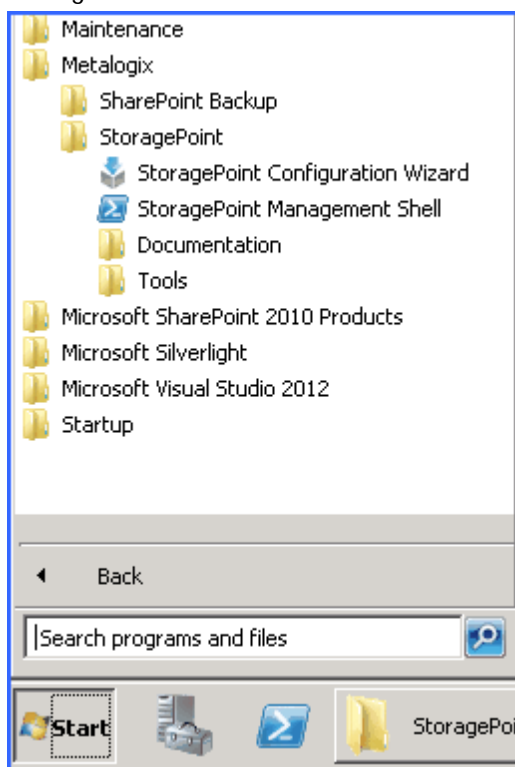 Maintenance
Metalogix
SharePoint Backup
StoragePoint
StoragePoint Configuration Wizard
StoragePoint Management Shell
Documentation
Tools
Microsoft SharePoint 2010 Products
Microsoft Silverlight
Microsoft Visual Studio 2012
Startup
Back
Search programs and files
Start
StoragePoi